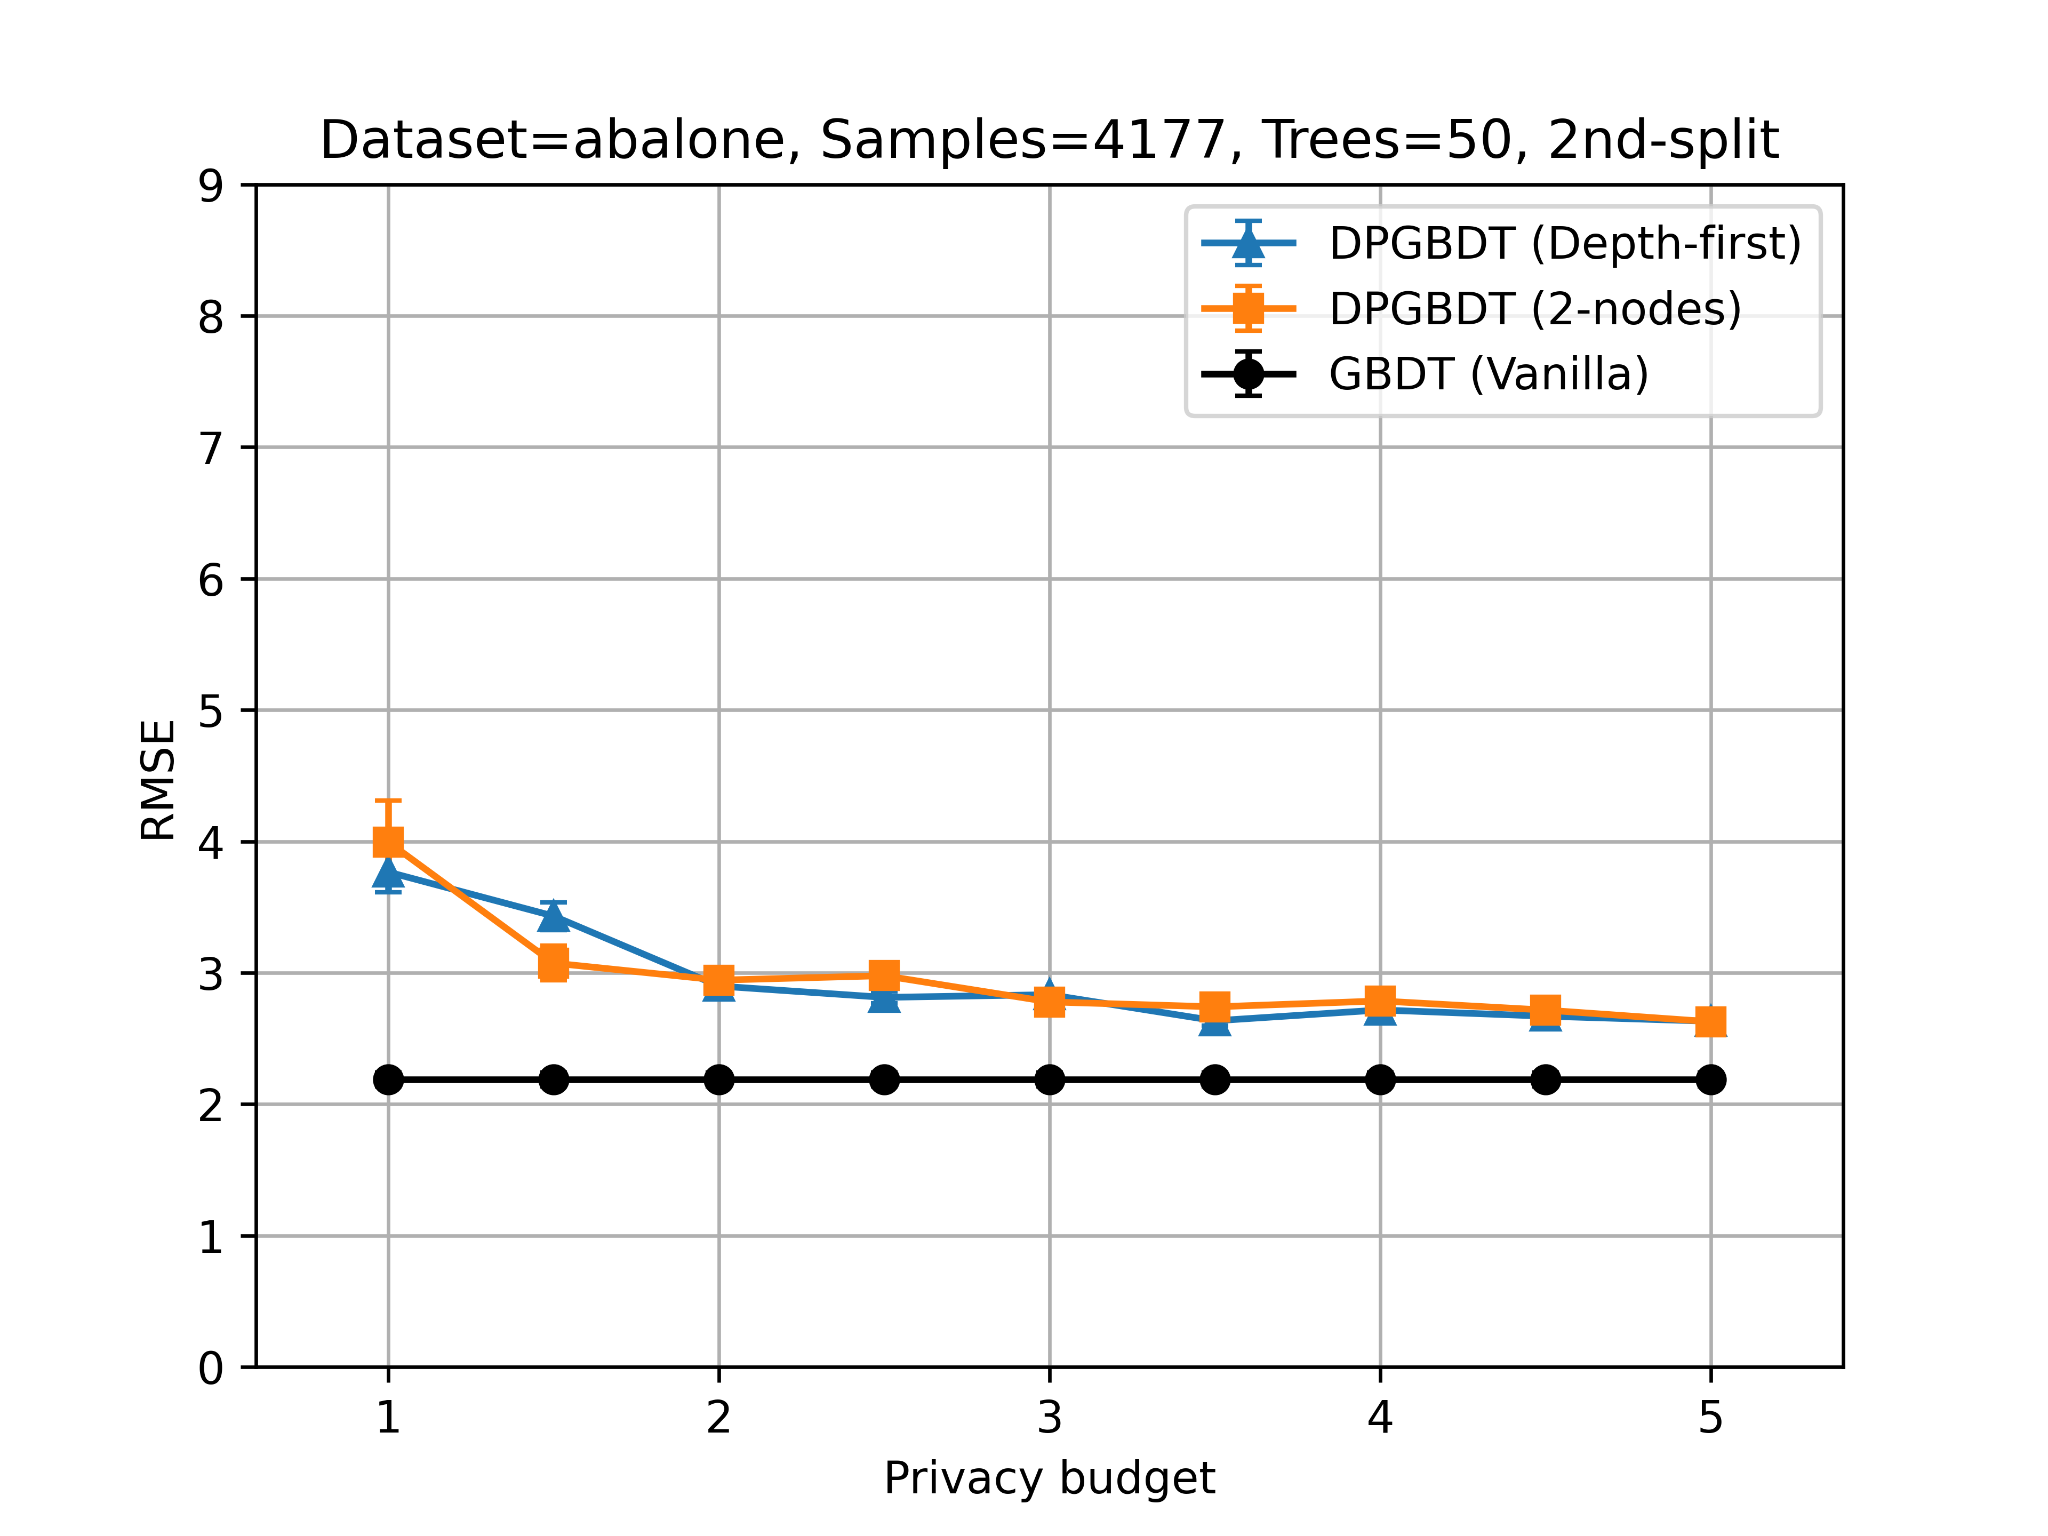 Dataset=abalone, Samples=4177, Trees=50, 2nd-split
DPGBDT (Depth-first)
DPGBDT (2-nodes)
GBDT (Vanilla)
RMSE
9
8
7
6
5
4
3
2
1
0
1 2 3 4 5
Privacy budget